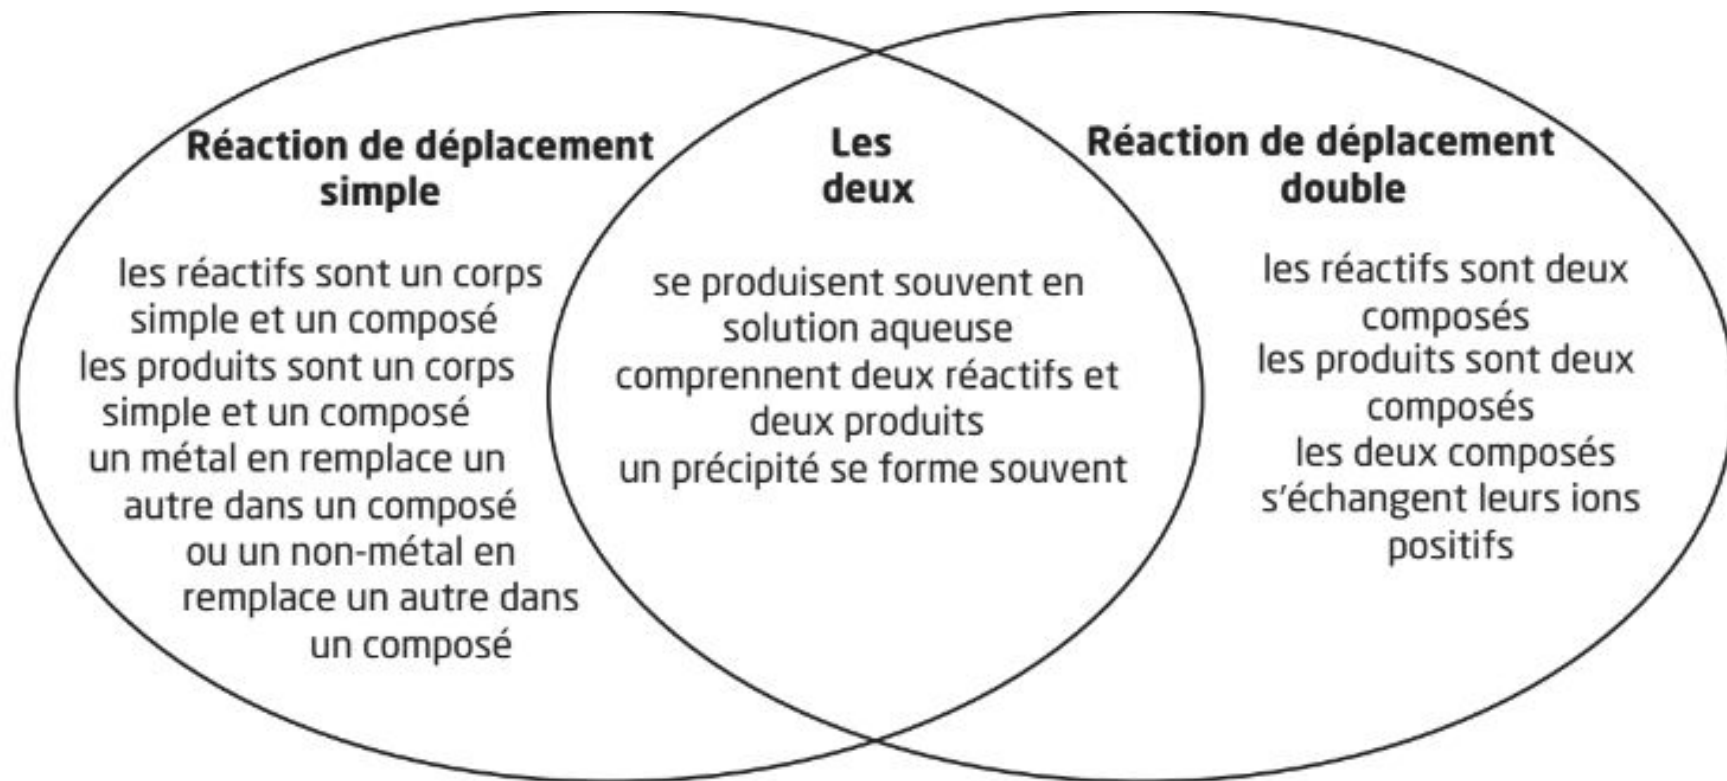 Réaction de déplacement
simple
les réactifs sont un corps
simple et un composé
les produits sont un corps
simple et un composé
un métal en remplace un
autre dans un composé
ou un non-métal en
remplace un autre dans
un composé
Les
deux
se produisent souvent en
solution aqueuse
comprennent deux réactifs et
deux produits
un précipité se forme souvent
Réaction de déplacement
double
les réactifs sont deux
composés
les produits sont deux
composés
les deux composés
s'échangent leurs ions
positifs